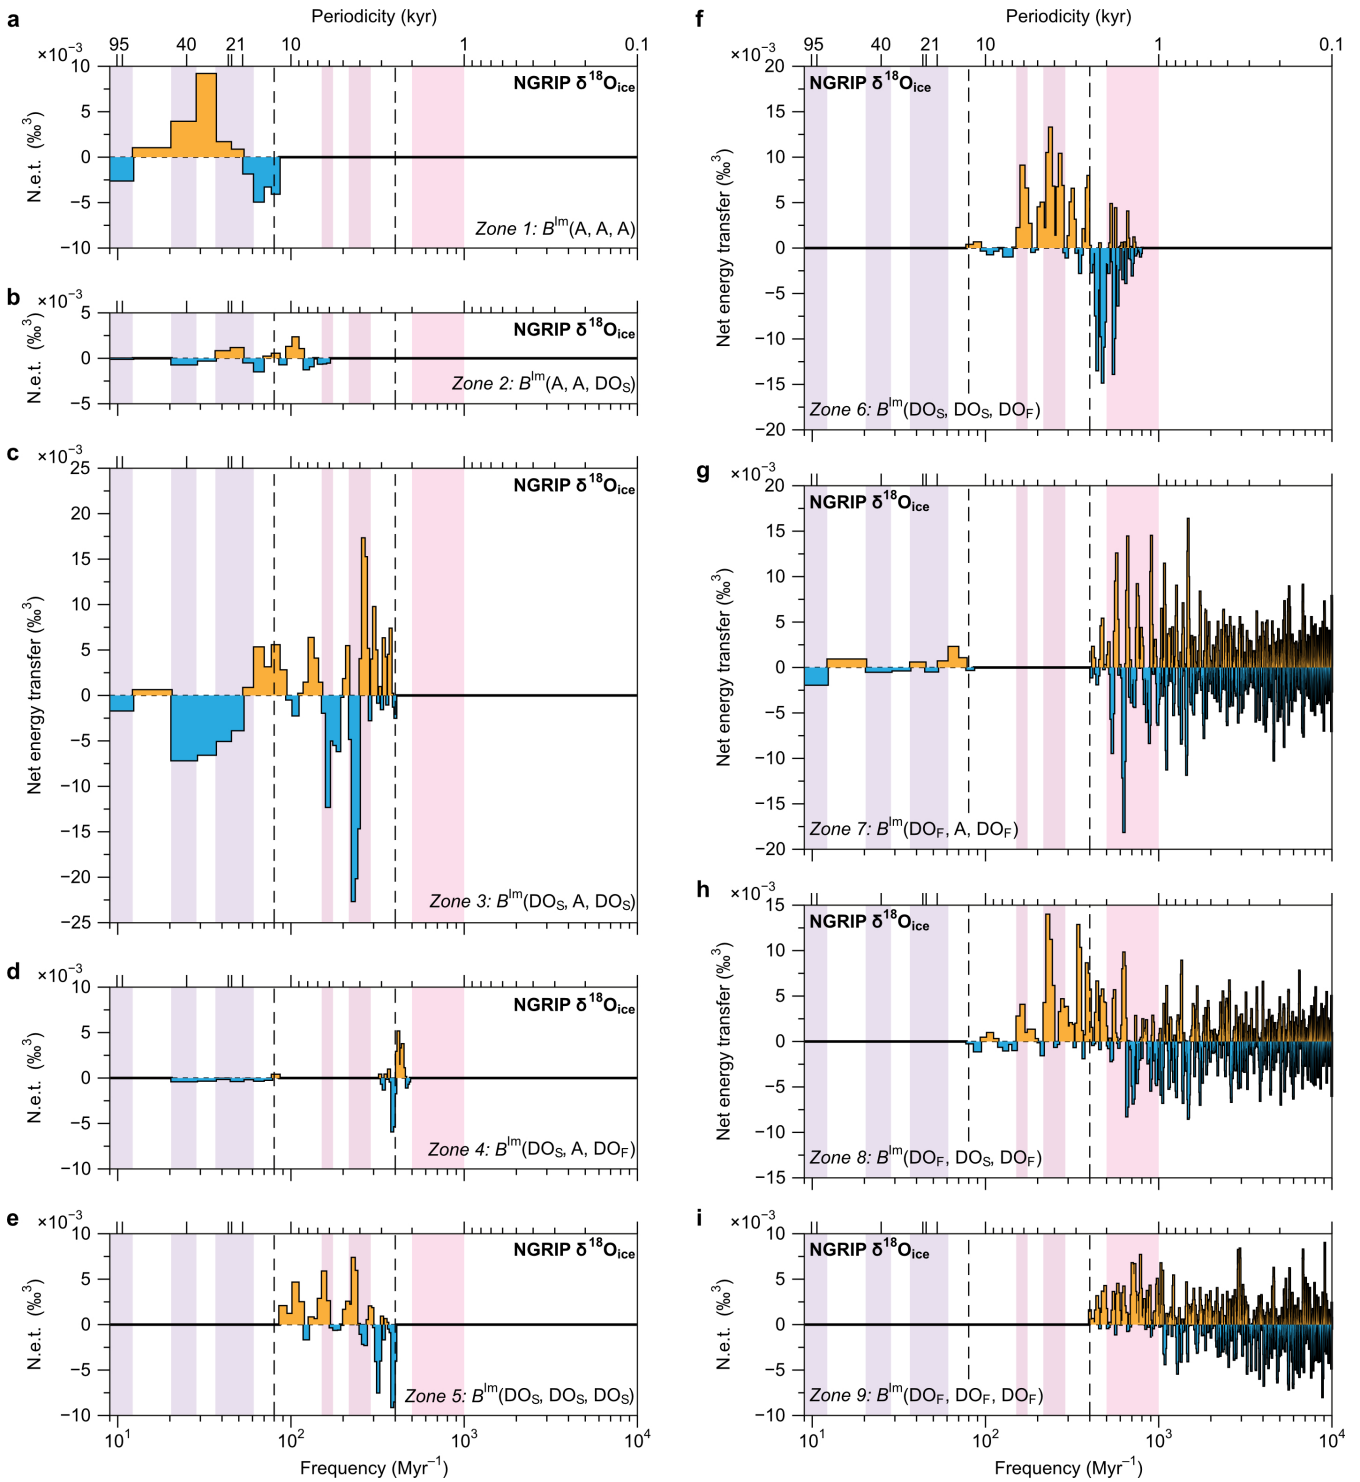 a
Periodicity (kyr)
95 40 21 10 1 0.1
×10⁻³
10
5
0
−5
−10
N.e.t. (‰³)
NGRIP δ¹⁸Oice
Zone 1: Bᴵᵐ(A, A, A)
b
×10⁻³
5
0
−5
N.e.t. (‰³)
NGRIP δ¹⁸Oice
Zone 2: Bᴵᵐ(A, A, DOS)
c
×10⁻³
25
20
15
10
5
0
−5
−10
−15
−20
−25
Net energy transfer (‰³)
NGRIP δ¹⁸Oice
Zone 3: Bᴵᵐ(DOS, A, DOS)
d
×10⁻³
10
5
0
−5
−10
N.e.t. (‰³)
NGRIP δ¹⁸Oice
Zone 4: Bᴵᵐ(DOS, A, DOF)
e
×10⁻³
10
5
0
−5
−10
N.e.t. (‰³)
NGRIP δ¹⁸Oice
Zone 5: Bᴵᵐ(DOS, DOS, DOS)
10¹ 10² 10³ 10⁴
Frequency (Myr⁻¹)
f
Periodicity (kyr)
95 40 21 10 1 0.1
×10⁻³
20
15
10
5
0
−5
−10
−15
−20
Net energy transfer (‰³)
NGRIP δ¹⁸Oice
Zone 6: Bᴵᵐ(DOS, DOS, DOF)
g
×10⁻³
20
15
10
5
0
−5
−10
−15
−20
Net energy transfer (‰³)
NGRIP δ¹⁸Oice
Zone 7: Bᴵᵐ(DOF, A, DOF)
h
×10⁻³
15
10
5
0
−5
−10
−15
Net energy transfer (‰³)
NGRIP δ¹⁸Oice
Zone 8: Bᴵᵐ(DOF, DOS, DOF)
i
×10⁻³
10
5
0
−5
−10
N.e.t. (‰³)
NGRIP δ¹⁸Oice
Zone 9: Bᴵᵐ(DOF, DOF, DOF)
10¹ 10² 10³ 10⁴
Frequency (Myr⁻¹)